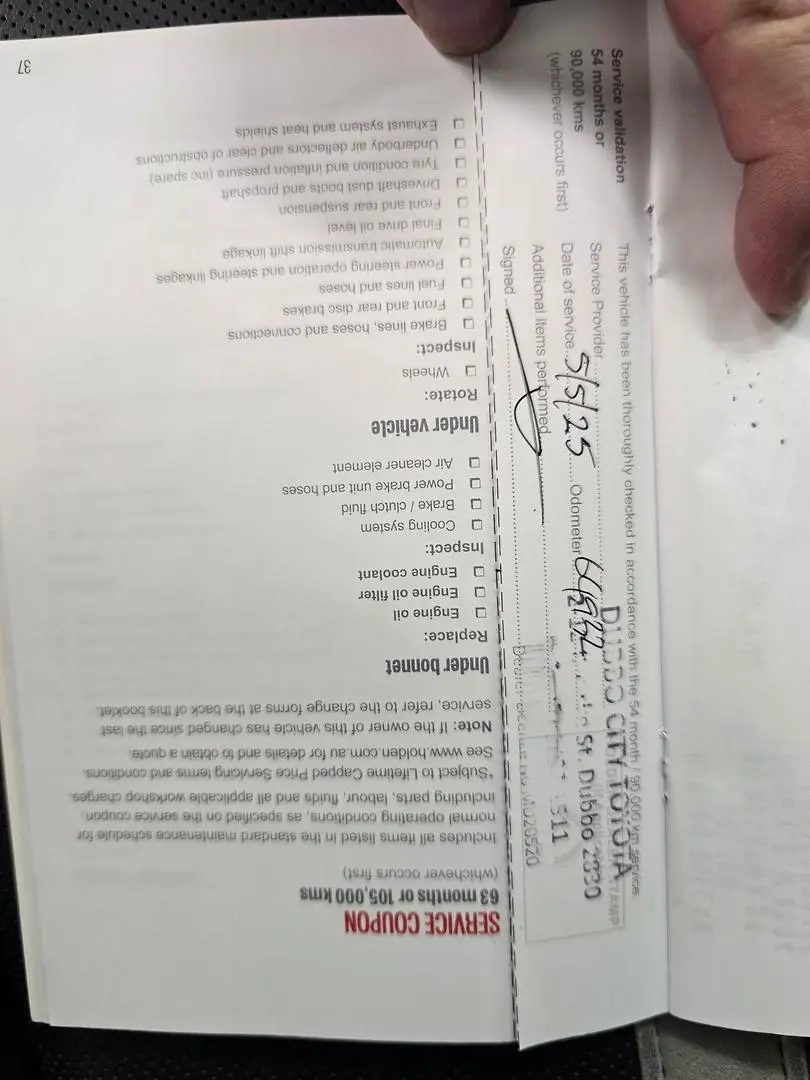 SERVICE COUPON
63 months or 105,000 kms
(whichever occurs first)
Includes all items listed in the standard maintenance schedule for
normal operating conditions, as specified on the service coupon,
including parts, labour, fluids and all applicable workshop charges.
*Subject to Lifetime Capped Price Servicing terms and conditions.
See www.holden.com.au for details and to obtain a quote.
Note: If the owner of this vehicle has changed since the last
service, refer to the change forms at the back of this booklet.
Under bonnet
Replace:
Engine oil
Engine oil filter
Engine coolant
Inspect:
Cooling system
Brake / clutch fluid
Power brake unit and hoses
Air cleaner element
Under vehicle
Rotate:
Wheels
Inspect:
Brake lines, hoses and connections
Front and rear disc brakes
Fuel lines and hoses
Power steering operation and steering linkages
Automatic transmission shift linkage
Final drive oil level
Front and rear suspension
Driveshaft dust boots and propshaft
Tyre condition and inflation pressure (inc spare)
Underbody air deflectors and clear of obstructions
Exhaust system and heat shields
37
Service validation
54 months or
90,000 kms
(whichever occurs first)
This vehicle has been thoroughly checked in accordance with the 54 month / 90,000 km service.
Service Provider
Date of service 5/5/25 Odometer
Additional items performed
Signed
DUBBO CITY TOYOTA
St. Dubbo 2830
511